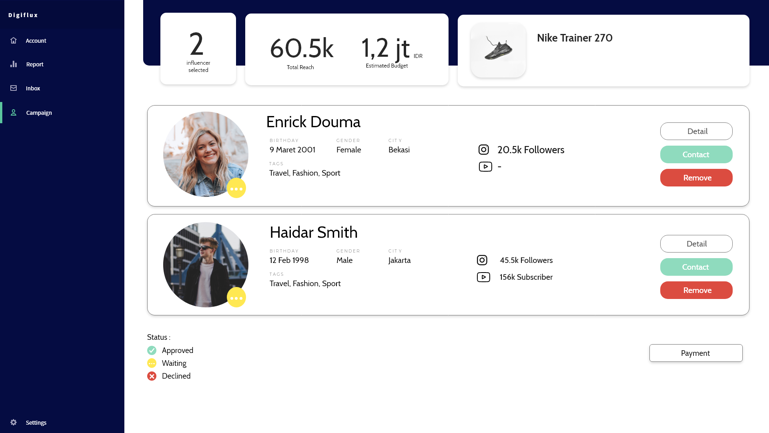 Digiflux
Account
Report
Inbox
Campaign
Settings
2
influencer
selected
60.5k
Total Reach
1,2 jt IDR
Estimated Budget
Nike Trainer 270
Enrick Douma
BIRTHDAY GENDER CITY
9 Maret 2001 Female Bekasi
TAGS
Travel, Fashion, Sport
20.5k Followers
-
Detail
Contact
Remove
Haidar Smith
BIRTHDAY GENDER CITY
12 Feb 1998 Male Jakarta
TAGS
Travel, Fashion, Sport
45.5k Followers
156k Subscriber
Detail
Contact
Remove
Status :
Approved
Waiting
Declined
Payment